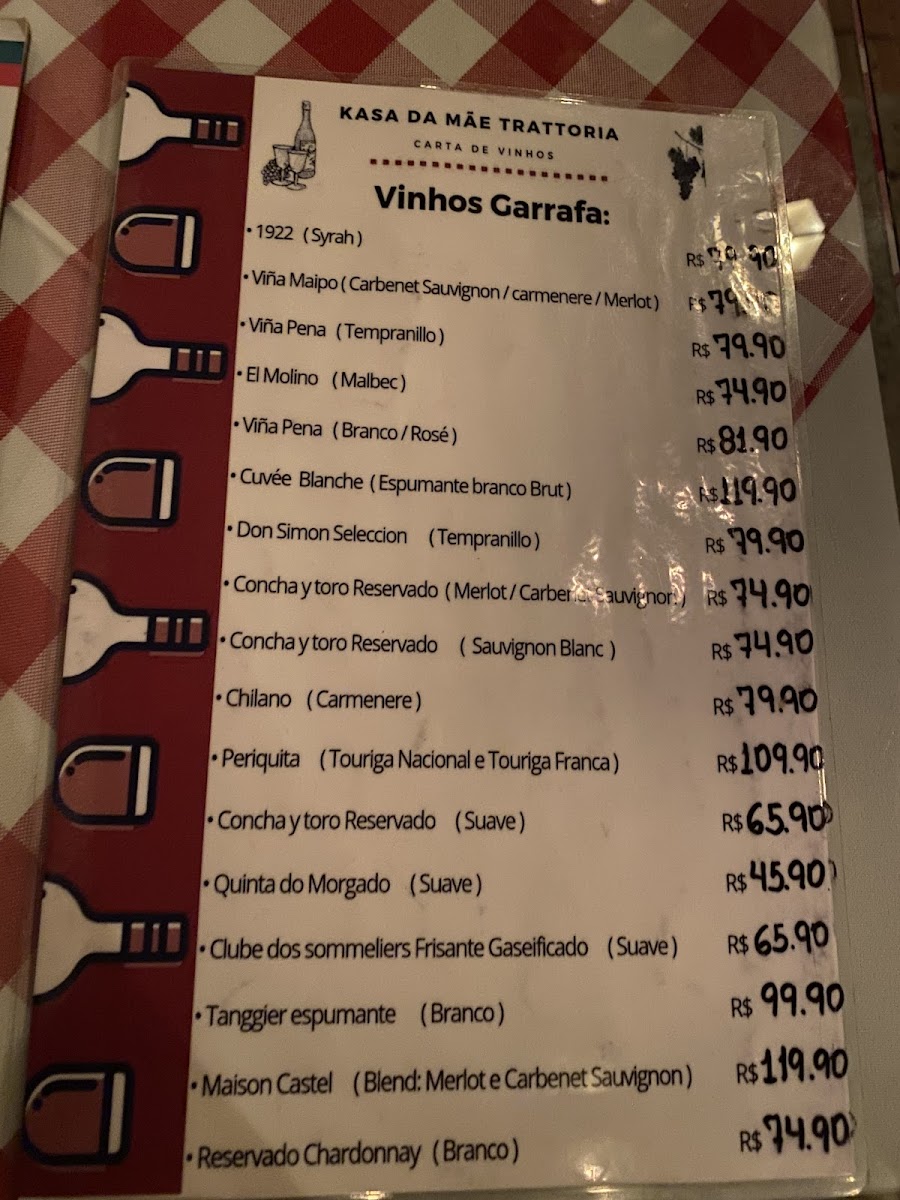 KASA DA MÃE TRATTORIA
CARTA DE VINHOS
Vinhos Garrafa:
• 1922 (Syrah) R$ 79.90
• Viña Maipo ( Carbenet Sauvignon / carmenere / Merlot ) R$
• Viña Pena ( Tempranillo ) R$ 79.90
• El Molino ( Malbec ) R$ 74.90
• Viña Pena ( Branco / Rosé ) R$ 81.90
• Cuvée Blanche ( Espumante branco Brut ) R$ 119.90
• Don Simon Seleccion ( Tempranillo ) R$ 79.90
• Concha y toro Reservado ( Merlot / Carbenet Sauvignon ) R$ 74.90
• Concha y toro Reservado ( Sauvignon Blanc ) R$ 74.90
• Chilano ( Carmenere ) R$ 79.90
• Periquita ( Touriga Nacional e Touriga Franca ) R$ 109.90
• Concha y toro Reservado ( Suave ) R$ 65.90
• Quinta do Morgado ( Suave ) R$ 45.90
• Clube dos sommeliers Frisante Gaseificado ( Suave ) R$ 65.90
• Tanggier espumante ( Branco ) R$ 99.90
• Maison Castel ( Blend: Merlot e Carbenet Sauvignon ) R$ 119.90
• Reservado Chardonnay ( Branco ) R$ 74.90